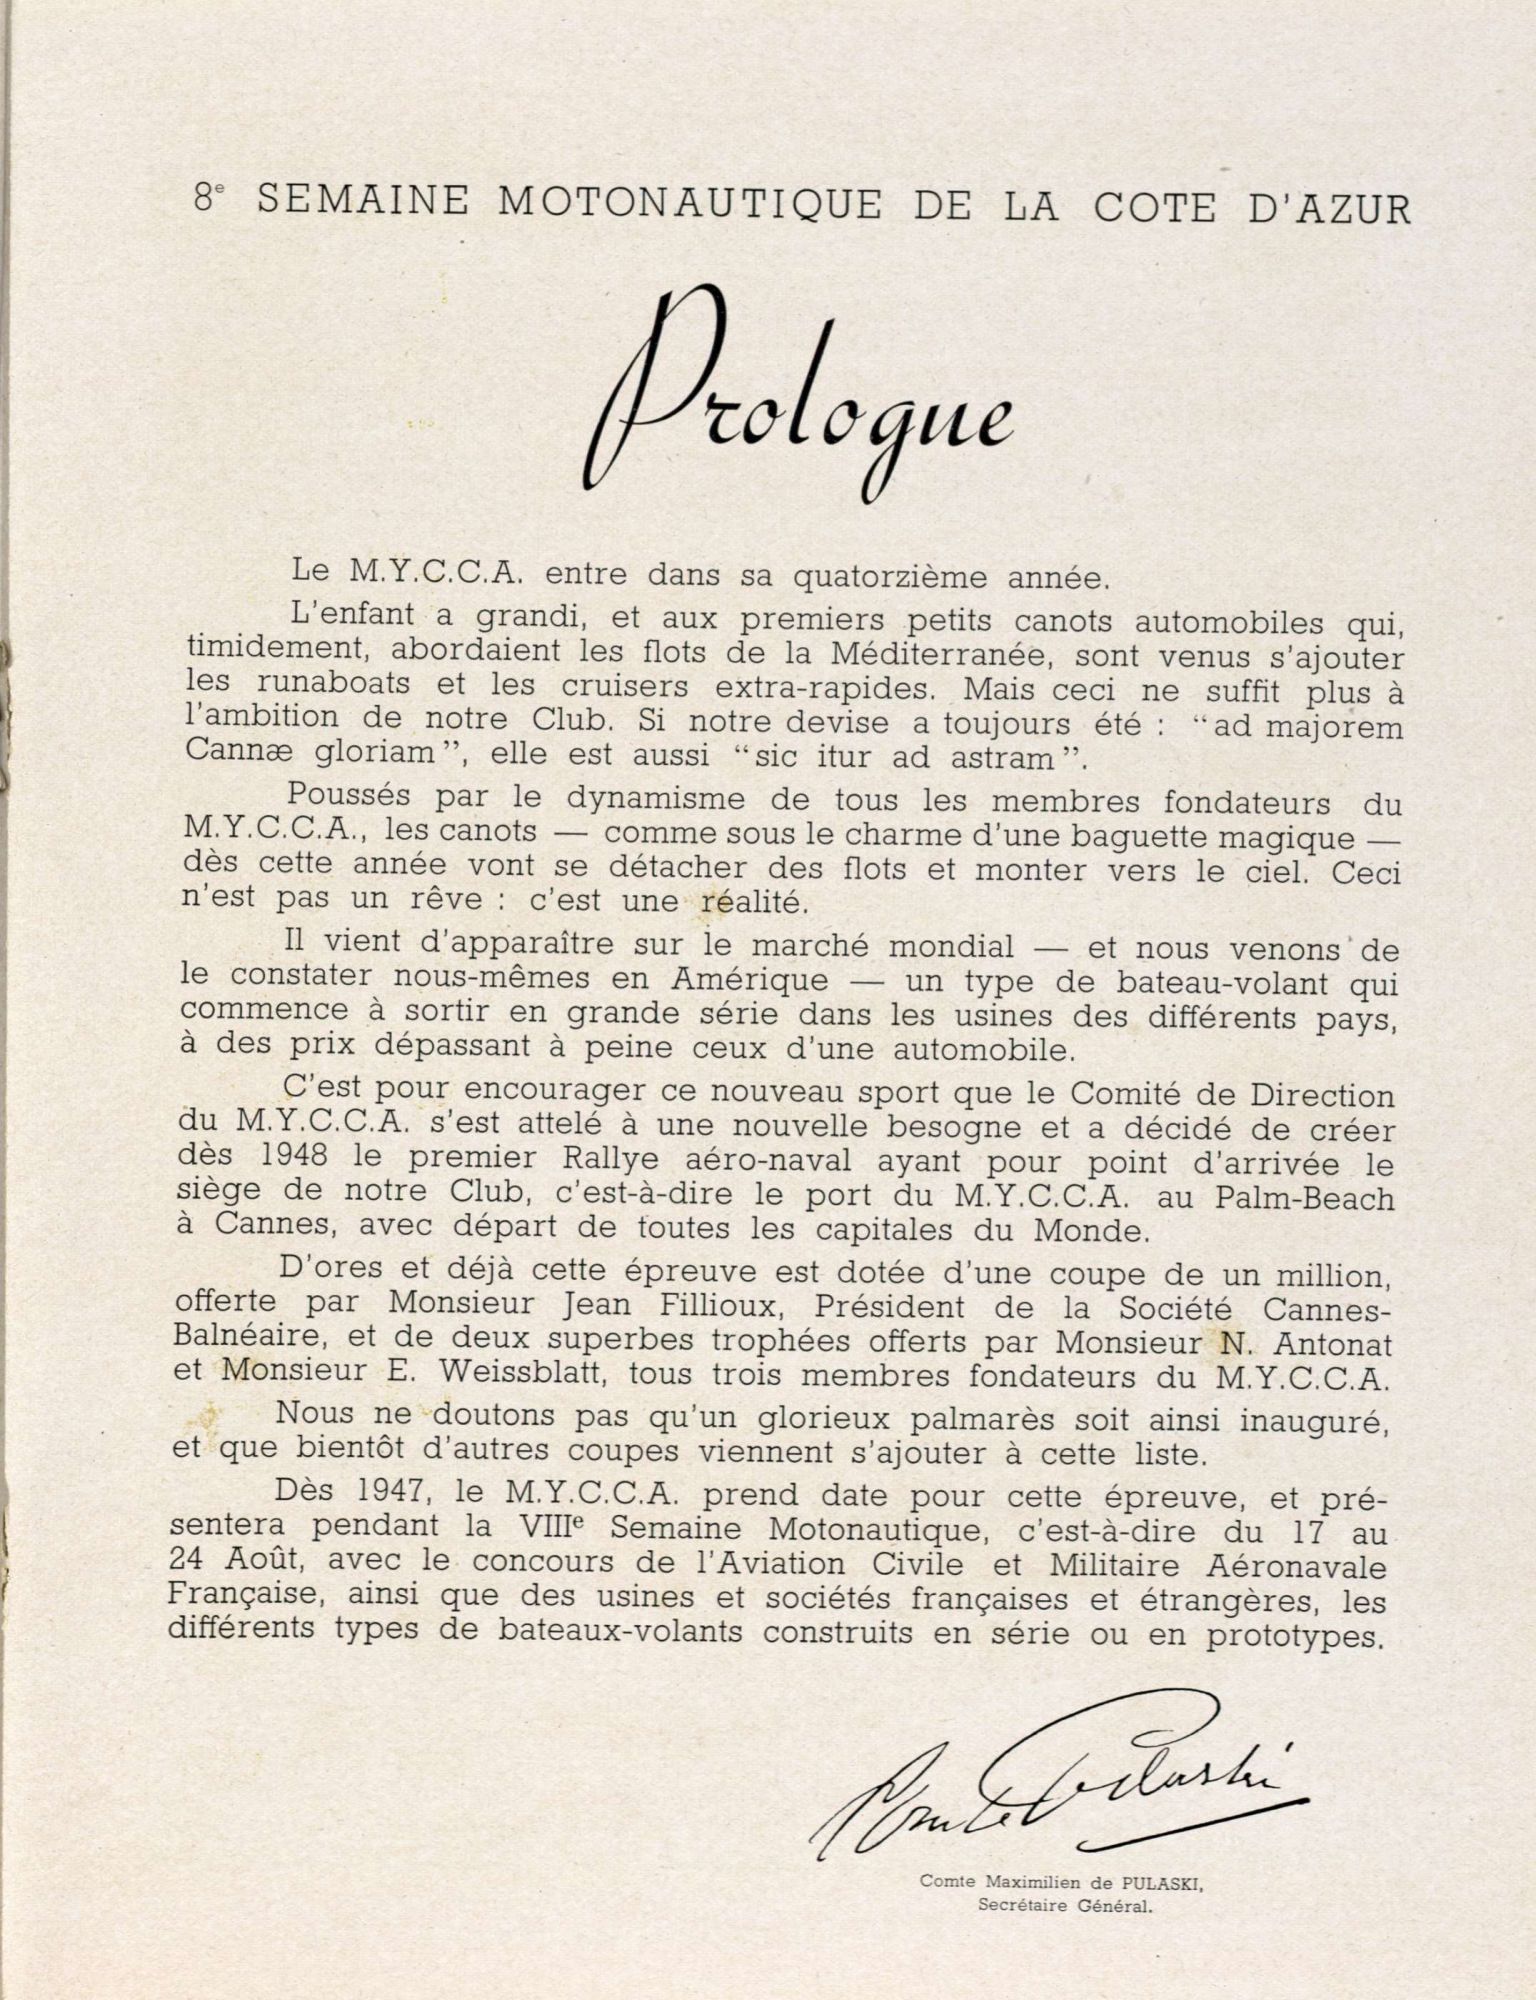 8e SEMAINE MOTONAUTIQUE DE LA COTE D'AZUR
Prologue
Le M.Y.C.C.A. entre dans sa quatorzième année.
L'enfant a grandi, et aux premiers petits canots automobiles qui,
timidement, abordaient les flots de la Méditerranée, sont venus s'ajouter
les runaboats et les cruisers extra-rapides. Mais ceci ne suffit plus à
l'ambition de notre Club. Si notre devise a toujours été : “ad majorem
Cannæ gloriam”, elle est aussi “sic itur ad astram”.
Poussés par le dynamisme de tous les membres fondateurs du
M.Y.C.C.A., les canots — comme sous le charme d'une baguette magique —
dès cette année vont se détacher des flots et monter vers le ciel. Ceci
n'est pas un rêve : c'est une réalité.
Il vient d'apparaître sur le marché mondial — et nous venons de
le constater nous-mêmes en Amérique — un type de bateau-volant qui
commence à sortir en grande série dans les usines des différents pays,
à des prix dépassant à peine ceux d'une automobile.
C'est pour encourager ce nouveau sport que le Comité de Direction
du M.Y.C.C.A. s'est attelé à une nouvelle besogne et a décidé de créer
dès 1948 le premier Rallye aéro-naval ayant pour point d'arrivée le
siège de notre Club, c'est-à-dire le port du M.Y.C.C.A. au Palm-Beach
à Cannes, avec départ de toutes les capitales du Monde.
D'ores et déjà cette épreuve est dotée d'une coupe de un million,
offerte par Monsieur Jean Fillioux, Président de la Société Cannes-
Balnéaire, et de deux superbes trophées offerts par Monsieur N. Antonat
et Monsieur E. Weissblatt, tous trois membres fondateurs du M.Y.C.C.A.
Nous ne doutons pas qu'un glorieux palmarès soit ainsi inauguré,
et que bientôt d'autres coupes viennent s'ajouter à cette liste.
Dès 1947, le M.Y.C.C.A. prend date pour cette épreuve, et pré-
sentera pendant la VIIIe Semaine Motonautique, c'est-à-dire du 17 au
24 Août, avec le concours de l'Aviation Civile et Militaire Aéronavale
Française, ainsi que des usines et sociétés françaises et étrangères, les
différents types de bateaux-volants construits en série ou en prototypes.
Comte Pulaski
Comte Maximilien de PULASKI,
Secrétaire Général.